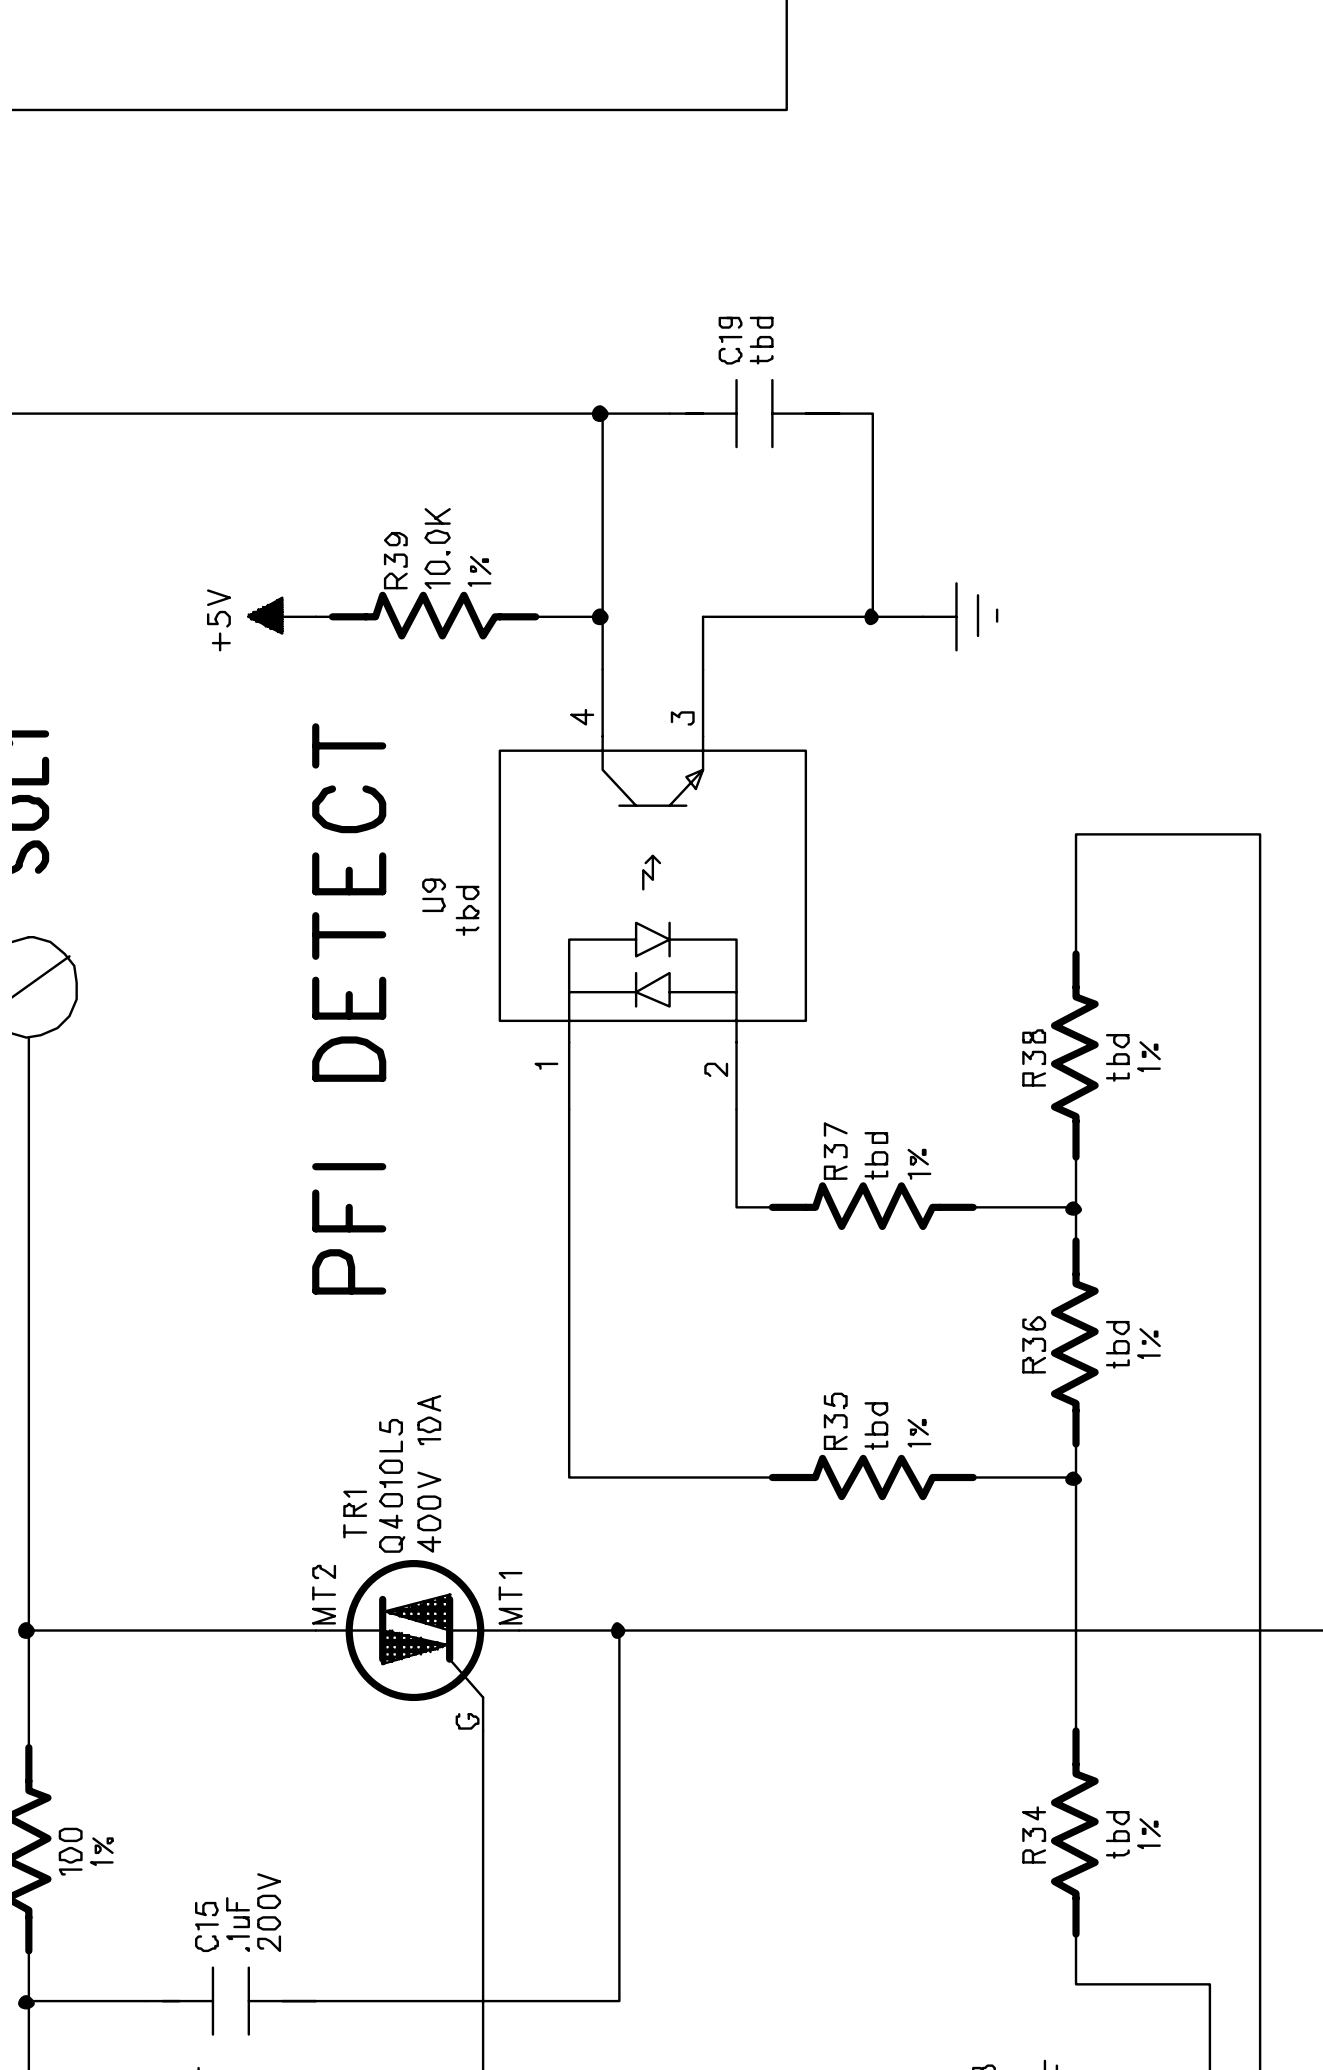 C19
tbd
+5V
R39
10.0K
1%
4
3
PFI DETECT
U9
tbd
1
2
R38
tbd
1%
R37
tbd
1%
R36
tbd
1%
R35
tbd
1%
TR1
Q4010L5
400V 10A
MT2
MT1
G
R34
tbd
1%
100
1%
C15
.1uF
200V